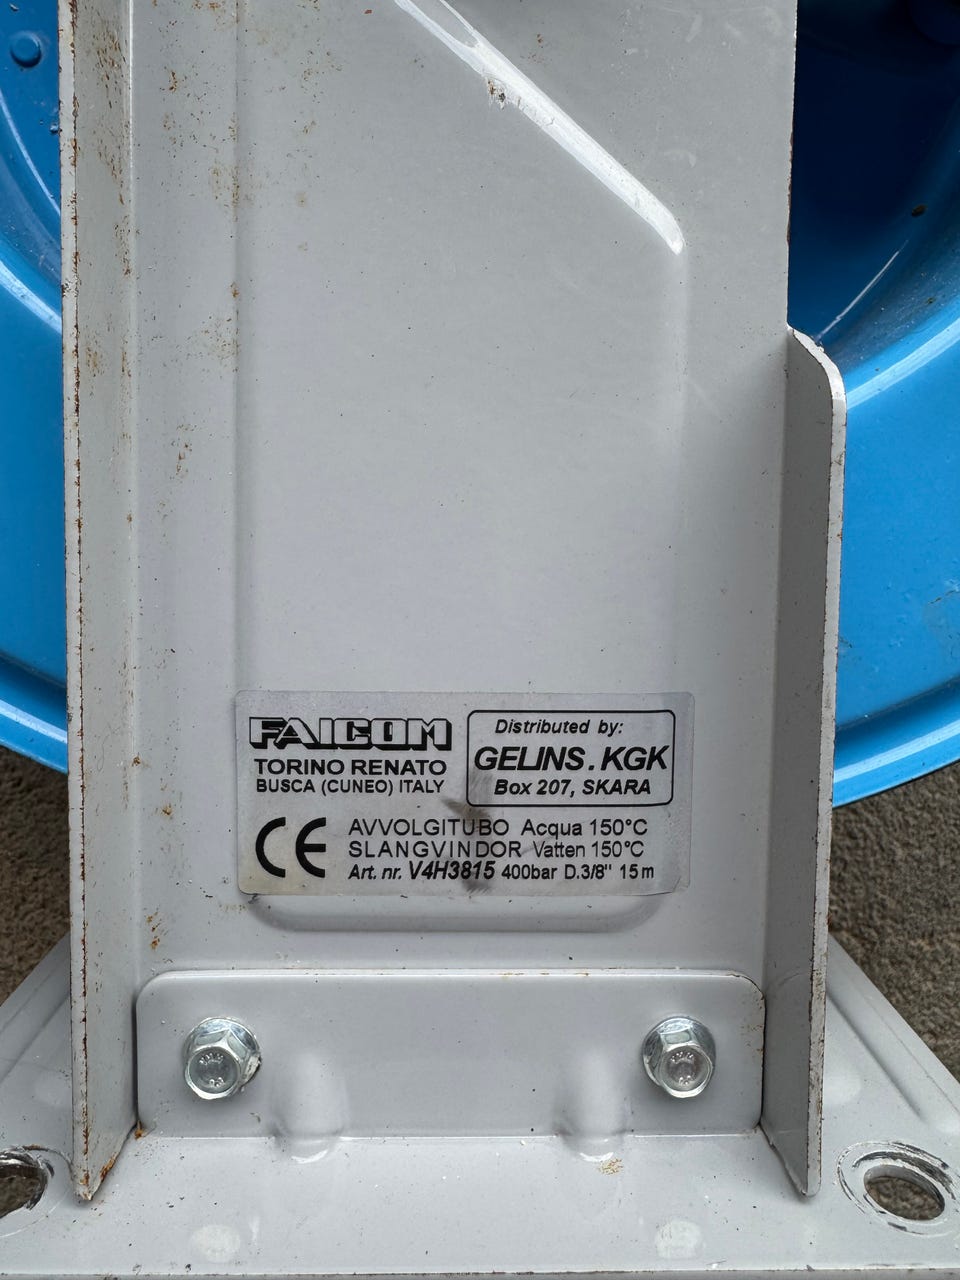 FAICOM
TORINO RENATO
BUSCA (CUNEO) ITALY
Distributed by:
GELINS.KGK
Box 207, SKARA
CE
AVVOLGITUBO Acqua 150°C
SLANGVINDOR Vatten 150°C
Art. nr. V4H3815 400bar D.3/8" 15m